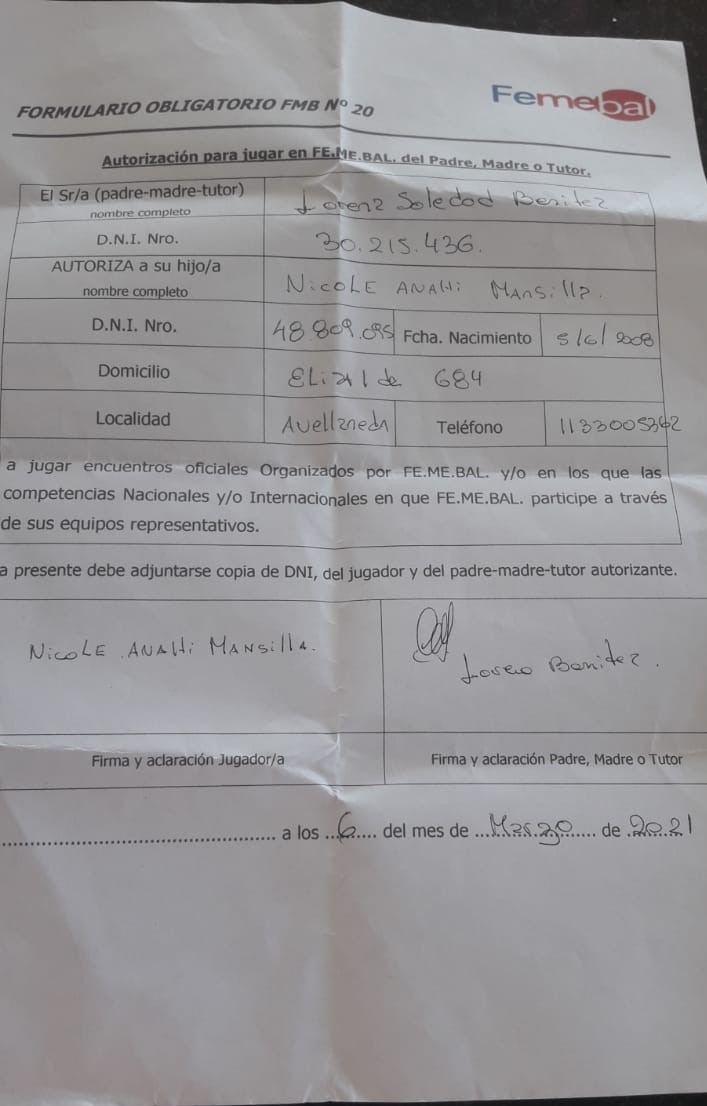 Femebal
FORMULARIO OBLIGATORIO FMB Nº 20
Autorización para jugar en FE.ME.BAL. del Padre, Madre o Tutor.
El Sr/a (padre-madre-tutor)
nombre completo
Lorena Soledad Benitez
D.N.I. Nro.
30.215.436.
AUTORIZA a su hijo/a
nombre completo
NicoLE ANAHi MAnsilla.
D.N.I. Nro.
48.809.095
Fcha. Nacimiento
5/6/2008
Domicilio
ELizalde 684
Localidad
Avellaneda
Teléfono
1133005362
a jugar encuentros oficiales Organizados por FE.ME.BAL. y/o en los que las
competencias Nacionales y/o Internacionales en que FE.ME.BAL. participe a través
de sus equipos representativos.
a presente debe adjuntarse copia de DNI, del jugador y del padre-madre-tutor autorizante.
NicoLE ANAHi MANsillA.
Benitez.
Firma y aclaración Jugador/a
Firma y aclaración Padre, Madre o Tutor
a los 6 del mes de Marzo de 2021